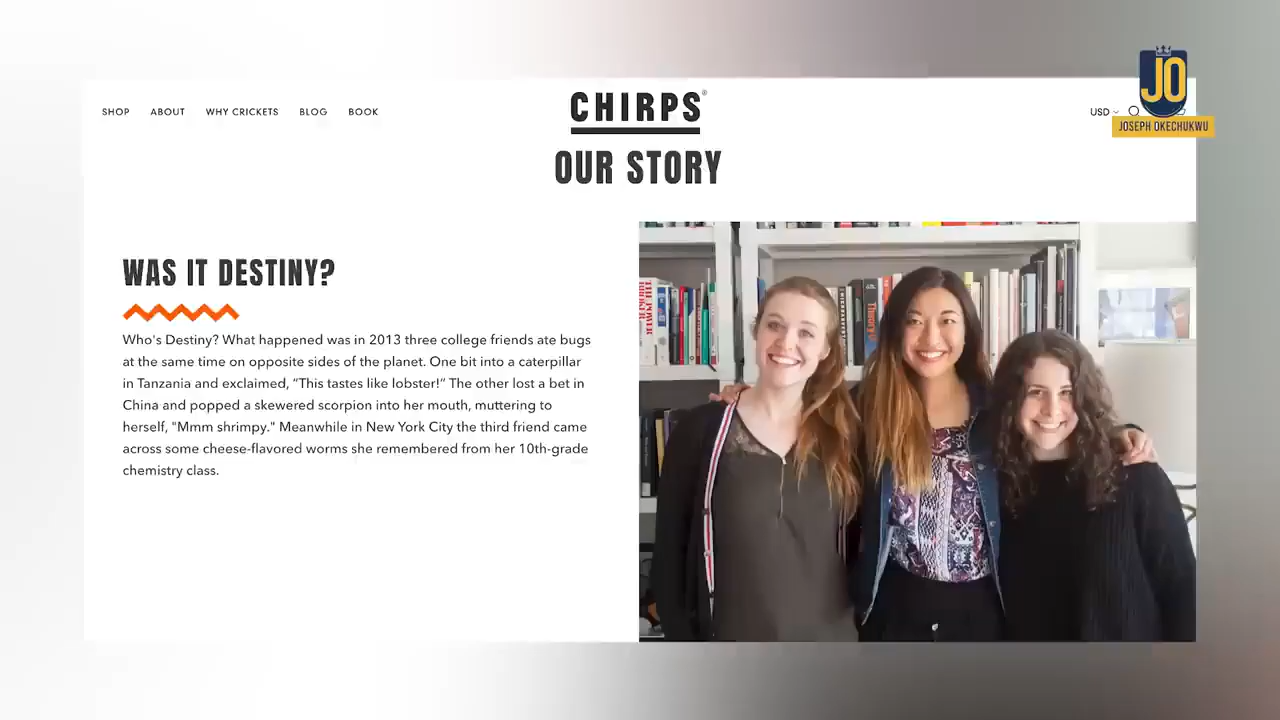 SHOP ABOUT WHY CRICKETS BLOG BOOK
CHIRPS®
USD
JO
JOSEPH OKECHUKWU
OUR STORY
WAS IT DESTINY?
Who's Destiny? What happened was in 2013 three college friends ate bugs
at the same time on opposite sides of the planet. One bit into a caterpillar
in Tanzania and exclaimed, "This tastes like lobster!" The other lost a bet in
China and popped a skewered scorpion into her mouth, muttering to
herself, "Mmm shrimpy." Meanwhile in New York City the third friend came
across some cheese-flavored worms she remembered from her 10th-grade
chemistry class.
Theory